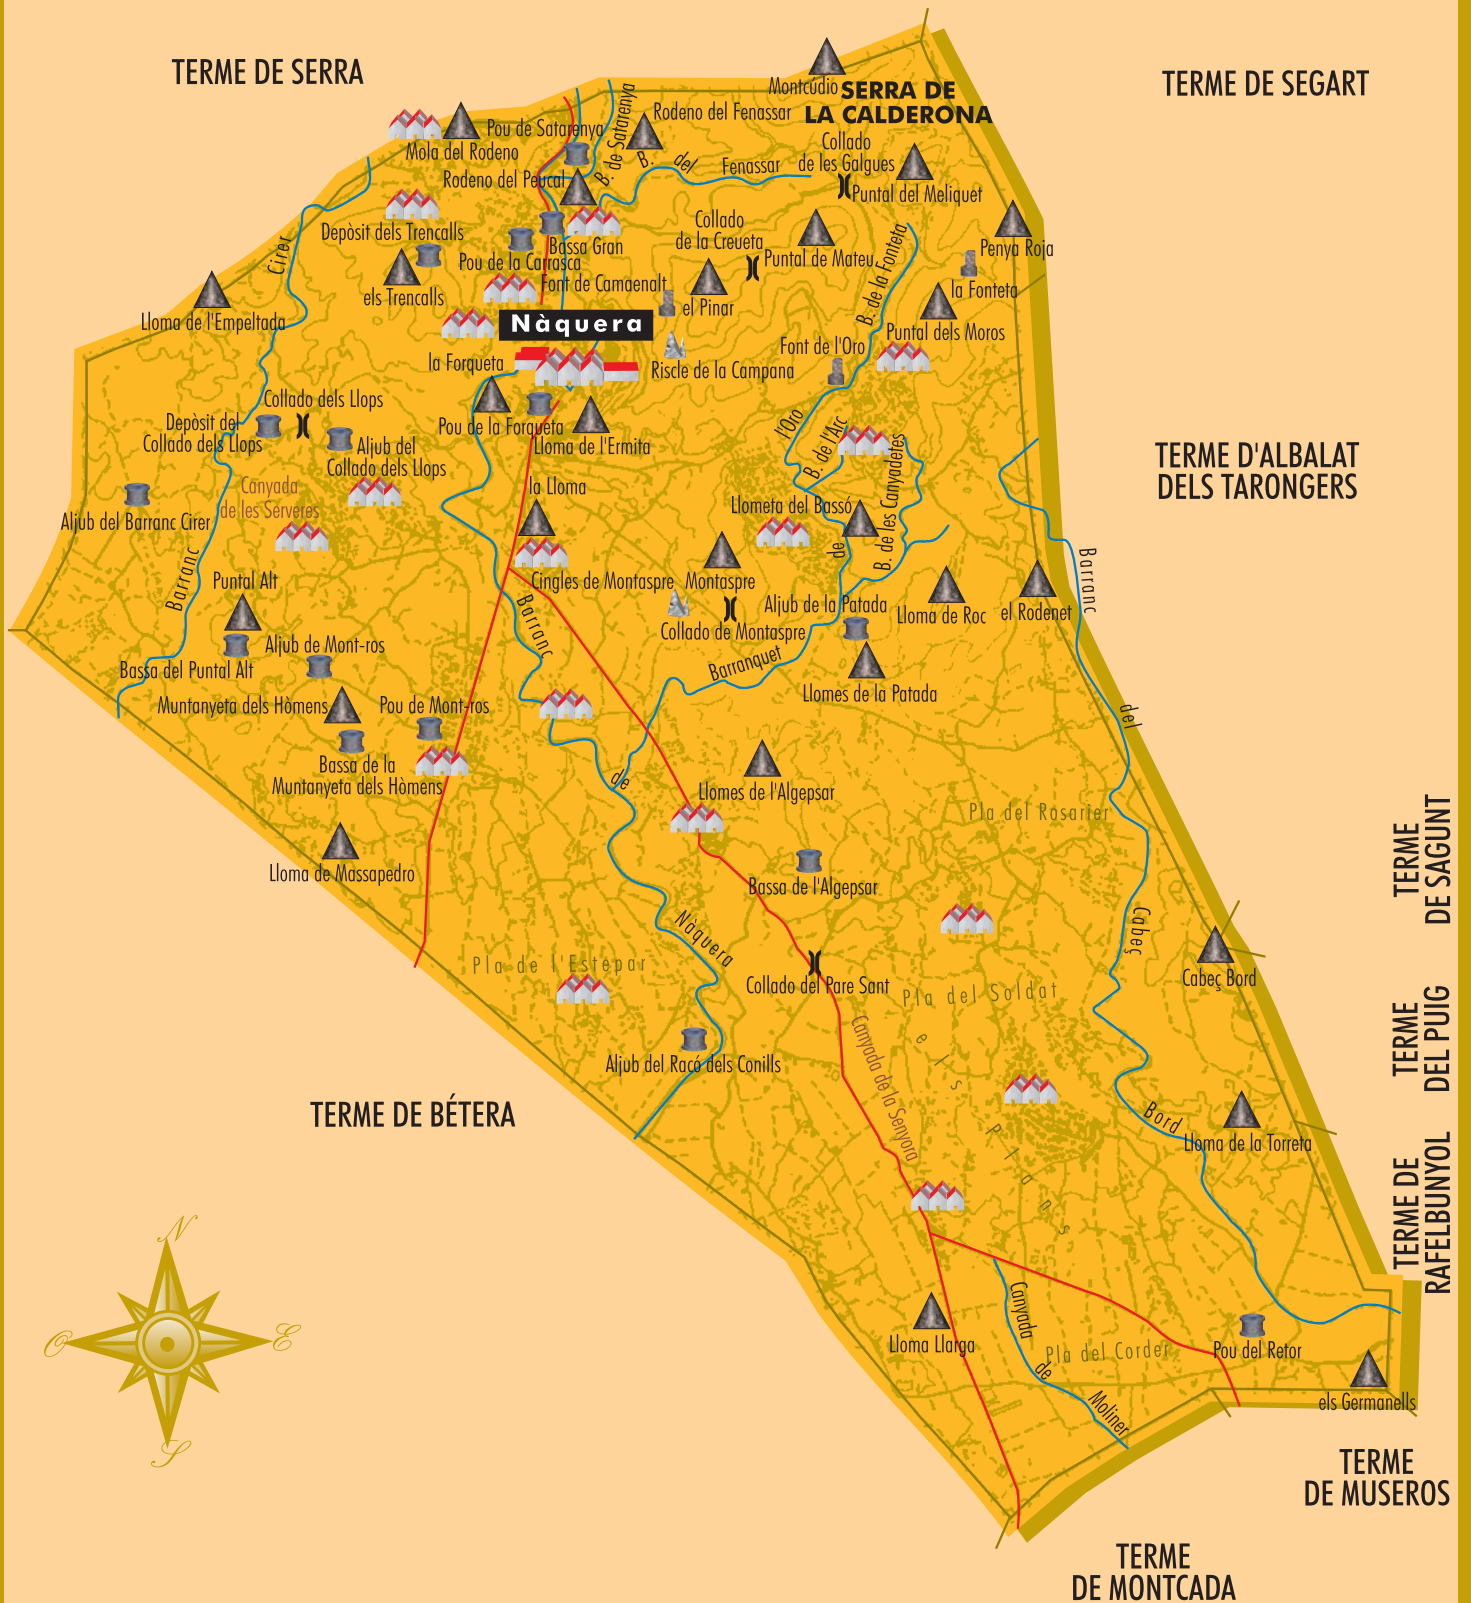 TERME DE SERRA
TERME DE SEGART
Montcúdio
SERRA DE
LA CALDERONA
Rodeno del Fenassar
Pou de Satarenya
B. de Satarenya
Mola del Rodeno
Collado
de les Galgues
B. del Fenassar
Rodeno del Peucal
Puntal del Meliquet
Depòsit dels Trencalls
Collado
de la Creueta
Bassa Gran
Penya Roja
Cirer
Pou de la Carrasca
Puntal de Mateu
B. de la Fonteta
Font de Camaenalt
la Fonteta
els Trencalls
el Pinar
Lloma de l'Empeltada
Nàquera
Puntal dels Moros
Font de l'Oro
la Forqueta
Riscle de la Campana
Collado dels Llops
Depòsit del
Collado dels Llops
Pou de la Forqueta
l'Oro
Aljub del
Collado dels Llops
Lloma de l'Ermita
B. de l'Arc
TERME D'ALBALAT
DELS TARONGERS
Canyada
de les Serveres
la Lloma
B. de les Canyadetes
Llometa del Bassó
Aljub del Barranc Cirer
de
Barranc
Puntal Alt
Cingles de Montaspre
Montaspre
Barranc
Aljub de la Patada
Lloma de Roc
el Rodenet
Barranc
Collado de Montaspre
Aljub de Mont-ros
Bassa del Puntal Alt
Barranquet
Llomes de la Patada
Muntanyeta dels Hòmens
Pou de Mont-ros
del
Bassa de la
Muntanyeta dels Hòmens
de
Llomes de l'Algepsar
Pla del Rosarier
TERME
DE SAGUNT
Lloma de Massapedro
Bassa de l'Algepsar
Cabeç
Nàquera
Pla de l'Estepar
Cabeç Bord
Collado del Pare Sant
Pla del Soldat
TERME
DEL PUIG
Canyada de la Senyora
els Plans
Aljub del Racó dels Conills
TERME DE BÉTERA
Bord
Lloma de la Torreta
TERME DE
RAFELBUNYOL
N
O
E
S
Canyada
de
Moliner
Lloma Llarga
Pla del Corder
Pou del Retor
els Germanells
TERME
DE MUSEROS
TERME
DE MONTCADA